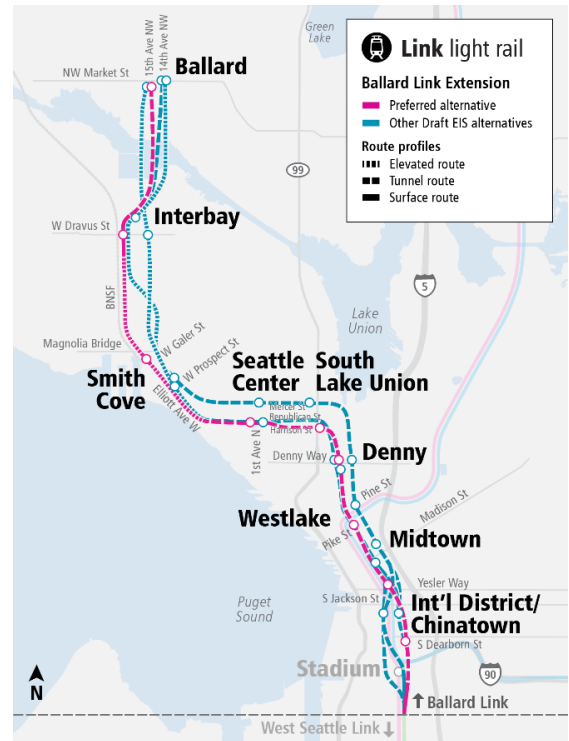 Link light rail
Ballard Link Extension
Preferred alternative
Other Draft EIS alternatives
Route profiles
Elevated route
Tunnel route
Surface route
Green
Lake
15th Ave NW
14th Ave NW
NW Market St
Ballard
99
Interbay
W Dravus St
BNSF
5
Lake
Union
Magnolia Bridge
W Galer St
W Prospect St
Smith
Cove
Elliott Ave W
Seattle
Center
South
Lake Union
Mercer St
Republican St
Harrison St
1st Ave N
Denny Way
Denny
Pine St
Madison St
Westlake
Pike St
Midtown
Yesler Way
Puget
Sound
S Jackson St
Int'l District/
Chinatown
S Dearborn St
Stadium
90
N
Ballard Link
West Seattle Link